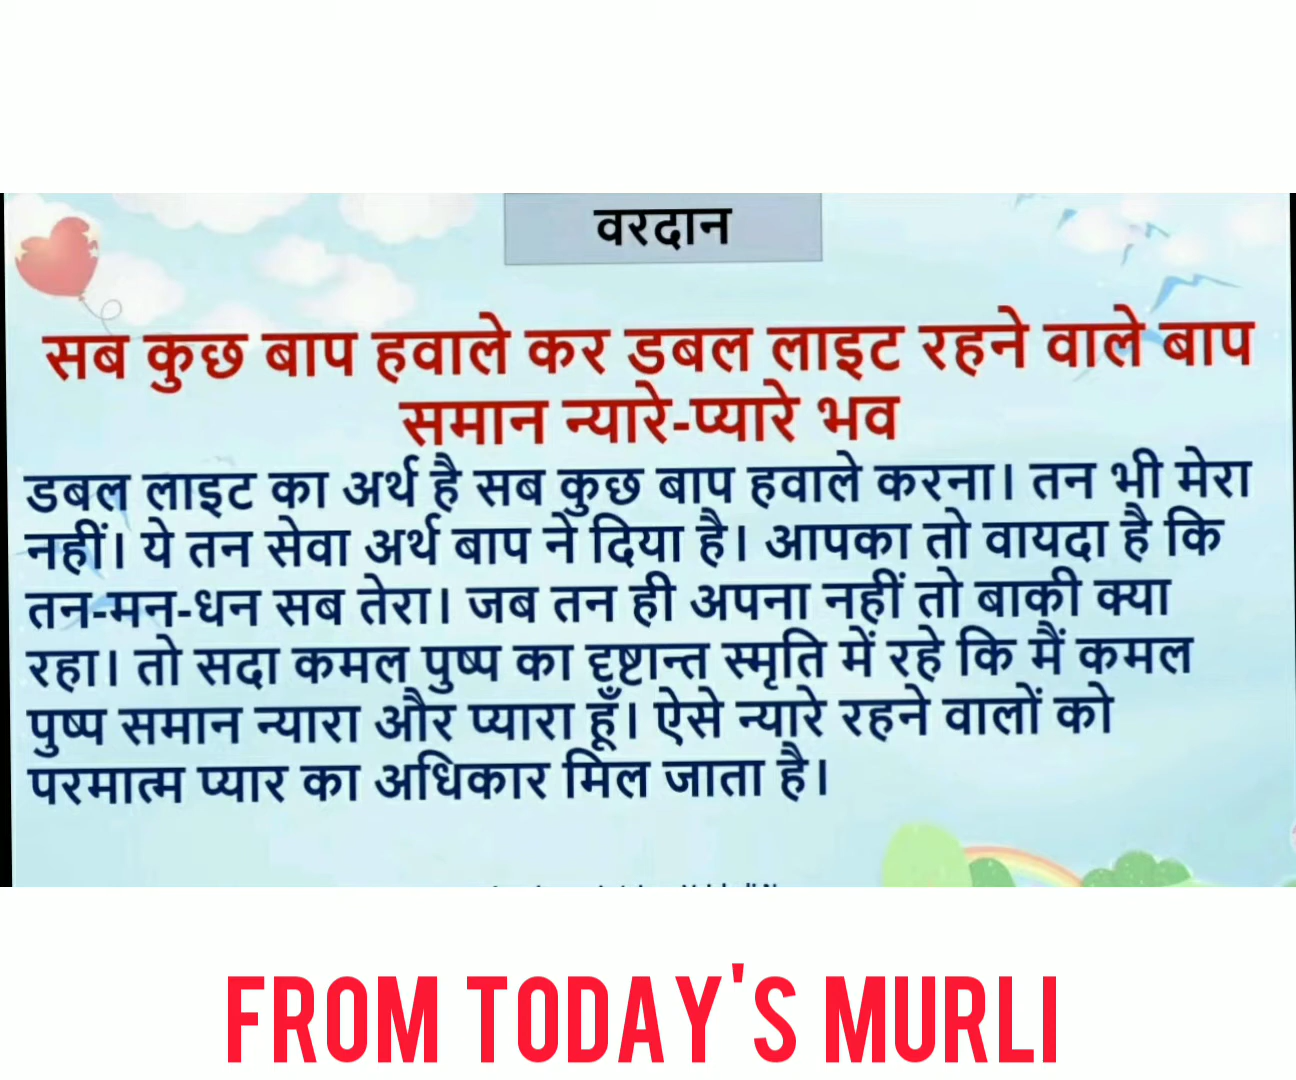 वरदान
सब कुछ बाप हवाले कर डबल लाइट रहने वाले बाप
समान न्यारे-प्यारे भव
डबल लाइट का अर्थ है सब कुछ बाप हवाले करना। तन भी मेरा
नहीं। ये तन सेवा अर्थ बाप ने दिया है। आपका तो वायदा है कि
तन-मन-धन सब तेरा। जब तन ही अपना नहीं तो बाकी क्या
रहा। तो सदा कमल पुष्प का दृष्टान्त स्मृति में रहे कि मैं कमल
पुष्प समान न्यारा और प्यारा हूँ। ऐसे न्यारे रहने वालों को
परमात्म प्यार का अधिकार मिल जाता है।
FROM TODAY'S MURLI